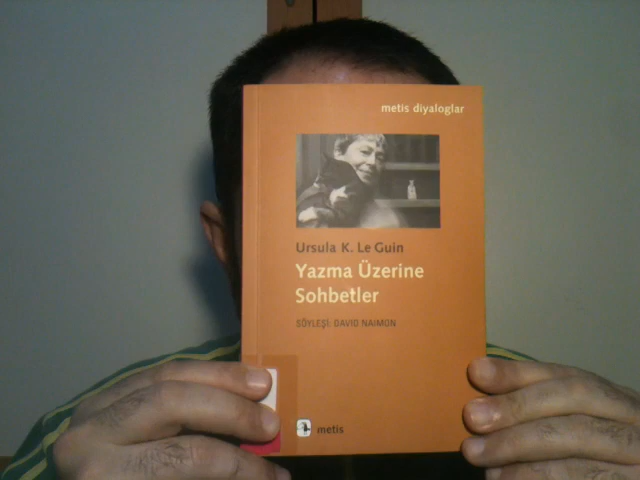 metis diyaloglar
Ursula K. Le Guin
Yazma Üzerine
Sohbetler
SÖYLEŞİ: DAVID NAIMON
metis